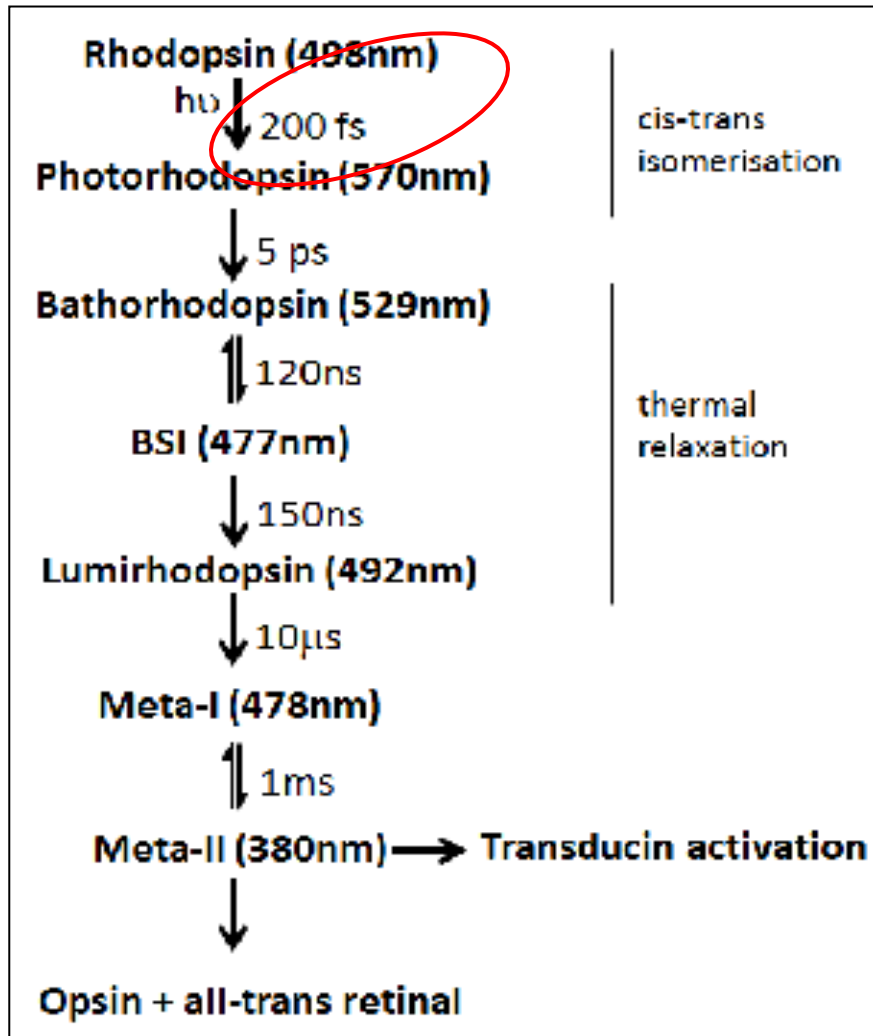 Rhodopsin (498nm)
hυ
200 fs
cis-trans
isomerisation
Photorhodopsin (570nm)
5 ps
Bathorhodopsin (529nm)
120ns
thermal
relaxation
BSI (477nm)
150ns
Lumirhodopsin (492nm)
10μs
Meta-I (478nm)
1ms
Meta-II (380nm) Transducin activation
Opsin + all-trans retinal